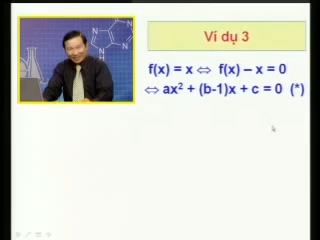 Ví dụ 3
f(x) = x ⇔ f(x) – x = 0
⇔ ax² + (b-1)x + c = 0 (*)